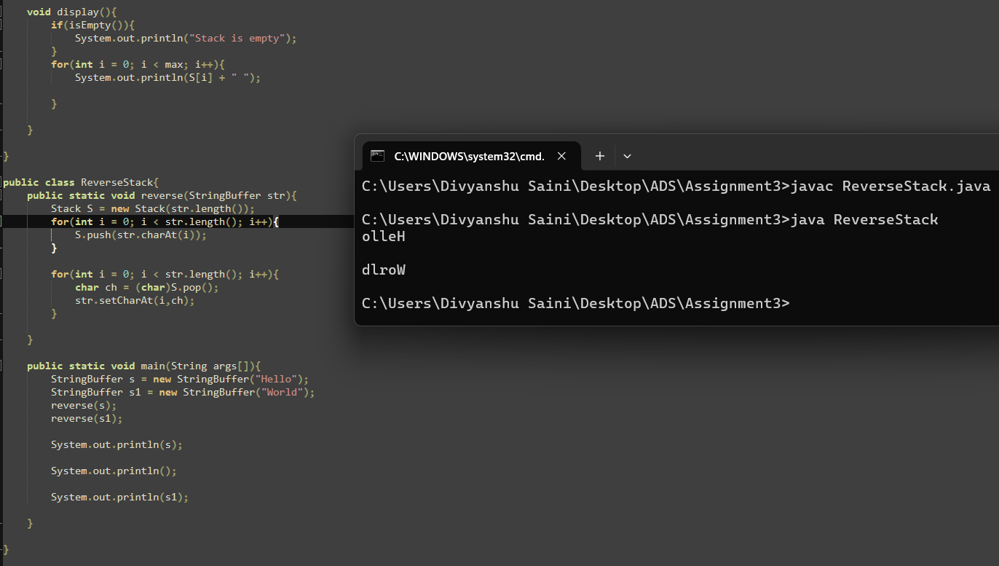 void display(){
if(isEmpty()){
System.out.println("Stack is empty");
}
for(int i = 0; i < max; i++){
System.out.println(S[i] + " ");
}
}
}
public class ReverseStack{
public static void reverse(StringBuffer str){
Stack S = new Stack(str.length());
for(int i = 0; i < str.length(); i++){
S.push(str.charAt(i));
}
for(int i = 0; i < str.length(); i++){
char ch = (char)S.pop();
str.setCharAt(i,ch);
}
}
public static void main(String args[]){
StringBuffer s = new StringBuffer("Hello");
StringBuffer s1 = new StringBuffer("World");
reverse(s);
reverse(s1);
System.out.println(s);
System.out.println();
System.out.println(s1);
}
}
C:\WINDOWS\system32\cmd.
C:\Users\Divyanshu Saini\Desktop\ADS\Assignment3>javac ReverseStack.java
C:\Users\Divyanshu Saini\Desktop\ADS\Assignment3>java ReverseStack
olleH
dlroW
C:\Users\Divyanshu Saini\Desktop\ADS\Assignment3>